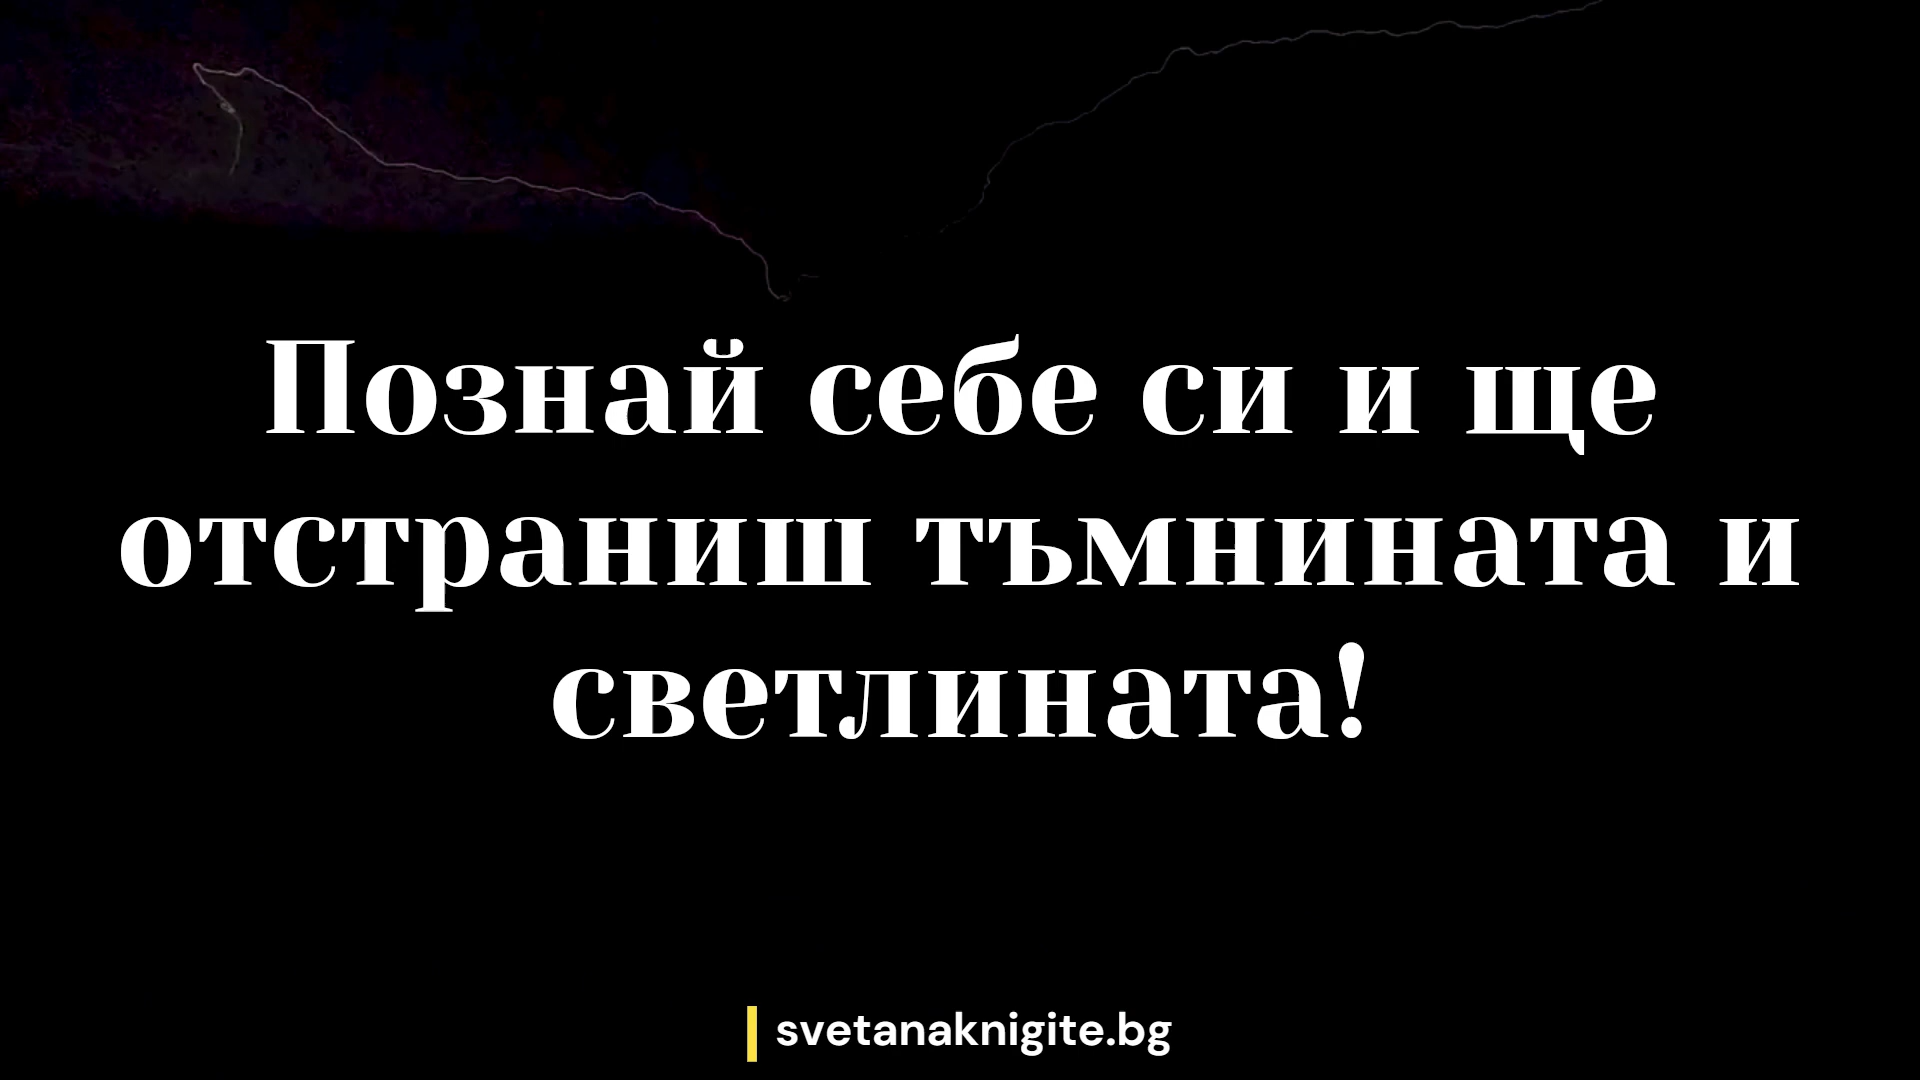 Познай себе си и ще
отстраниш тъмнината и
светлината!
svetanaknigite.bg